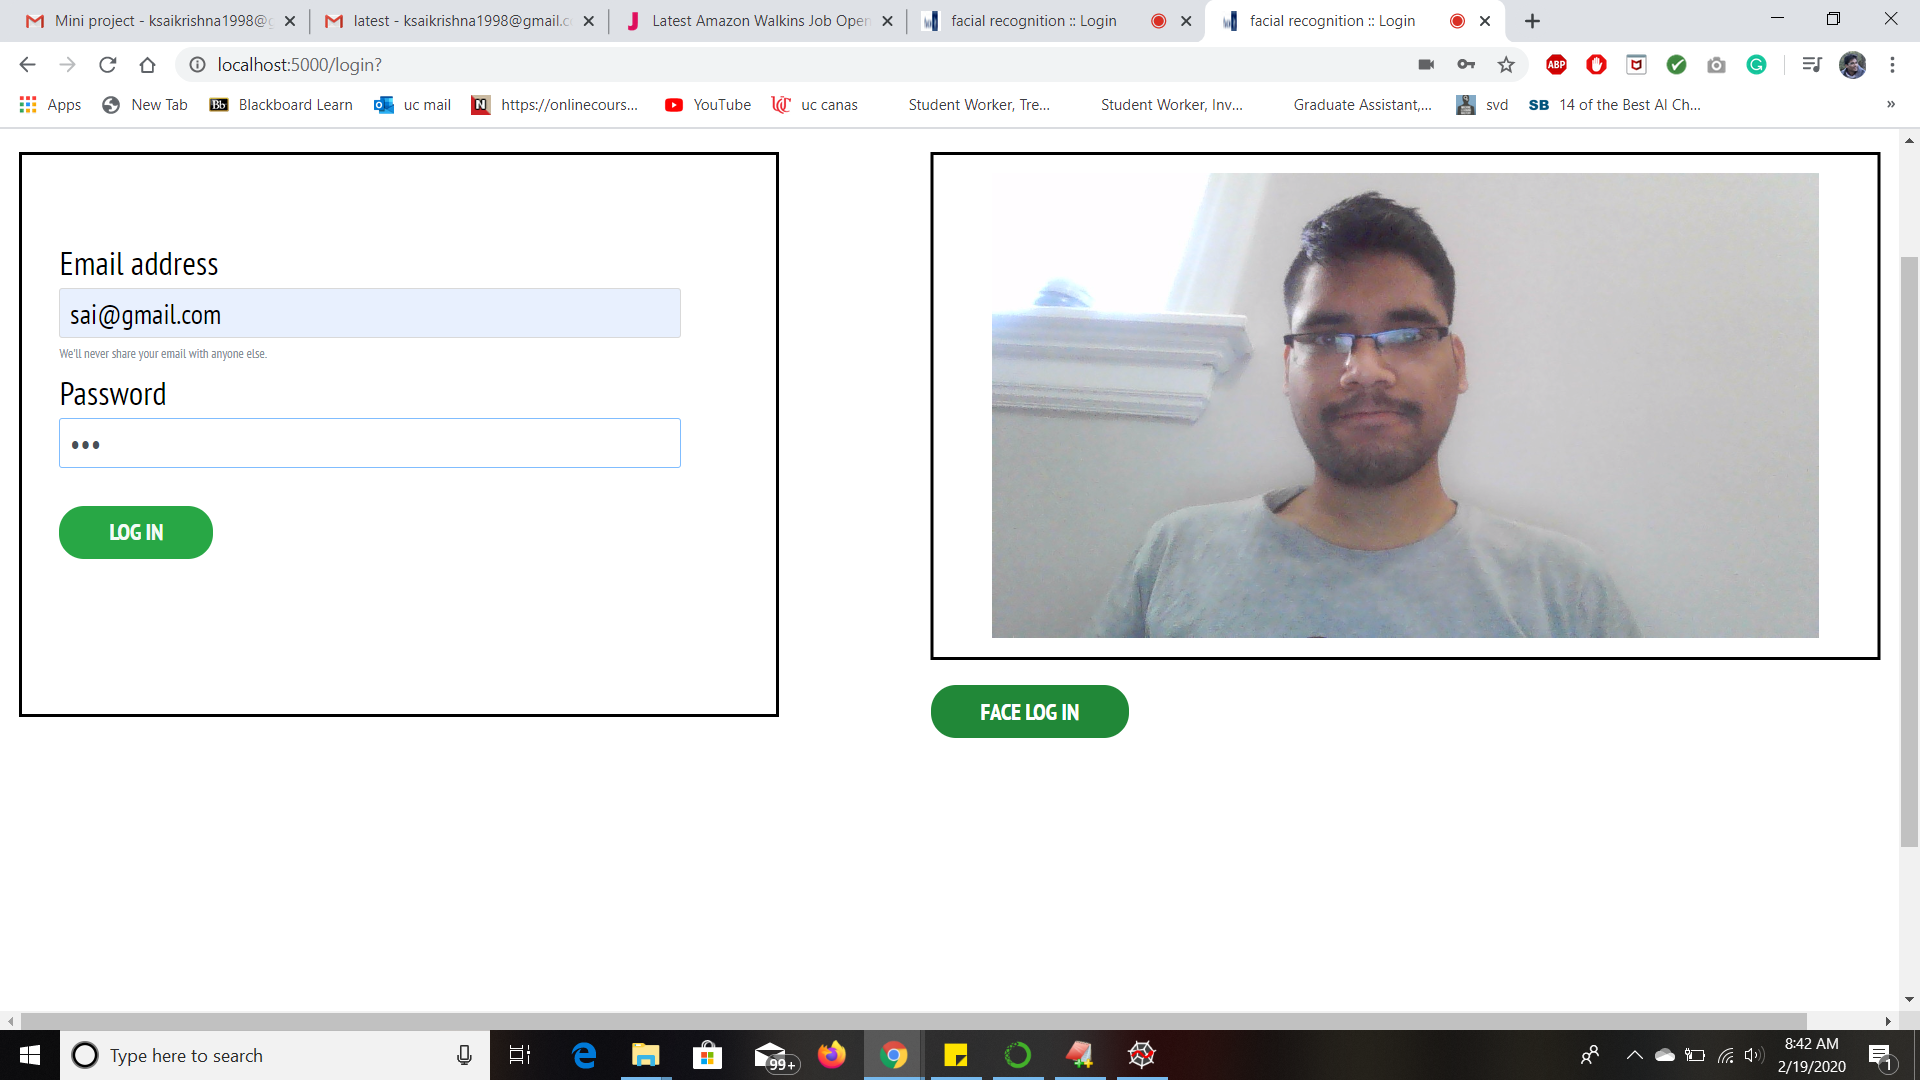 Mini project - ksaikrishna1998@g
latest - ksaikrishna1998@gmail.c
Latest Amazon Walkins Job Open
facial recognition :: Login
facial recognition :: Login
localhost:5000/login?
ABP
Apps
New Tab
Bb
Blackboard Learn
uc mail
N
https://onlinecours...
YouTube
uc canas
Student Worker, Tre...
Student Worker, Inv...
Graduate Assistant,...
svd
SB
14 of the Best AI Ch...
Email address
sai@gmail.com
We'll never share your email with anyone else.
Password
LOG IN
FACE LOG IN
Type here to search
99+
8:42 AM
2/19/2020
1